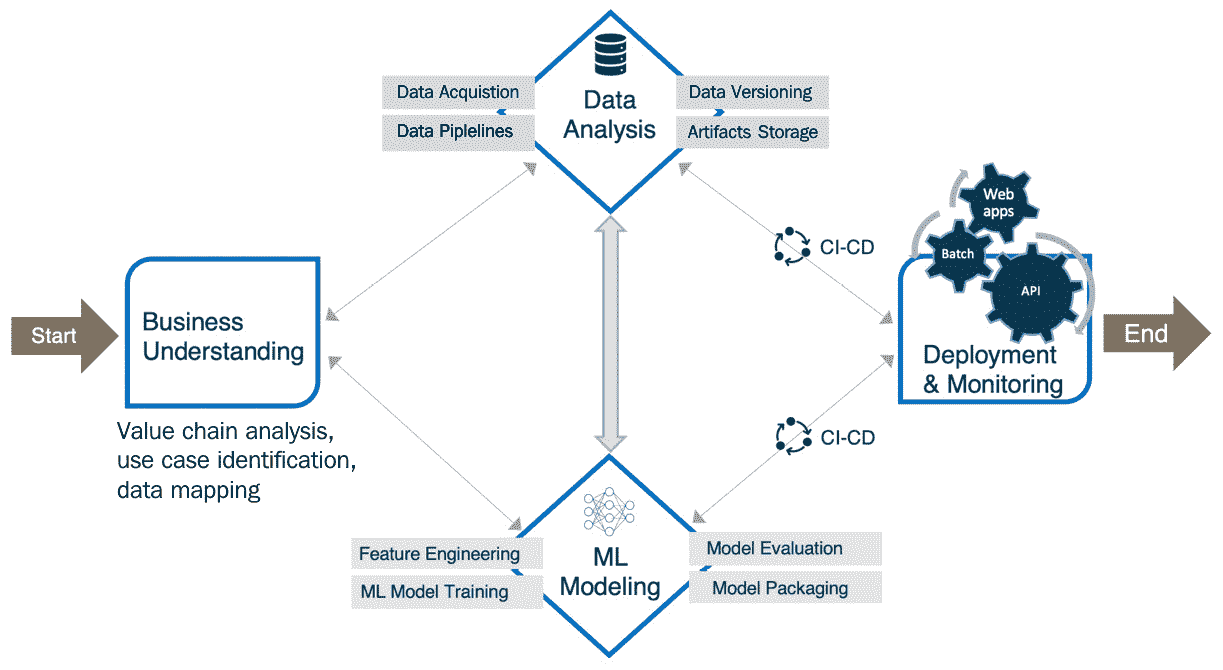 Data Acquistion
Data Piplelines
Data
Analysis
Data Versioning
Artifacts Storage
Web
apps
Batch
API
CI-CD
Start
Business
Understanding
Value chain analysis,
use case identification,
data mapping
Deployment
& Monitoring
End
CI-CD
Feature Engineering
ML Model Training
ML
Modeling
Model Evaluation
Model Packaging